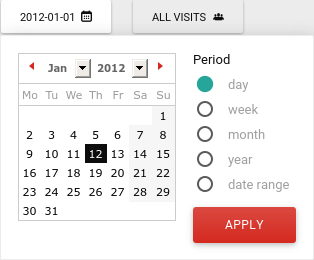 2012-01-01 ALL VISITS
Jan 2012
Mo Tu We Th Fr Sa Su
1
2 3 4 5 6 7 8
9 10 11 12 13 14 15
16 17 18 19 20 21 22
23 24 25 26 27 28 29
30 31
Period
day
week
month
year
date range
APPLY